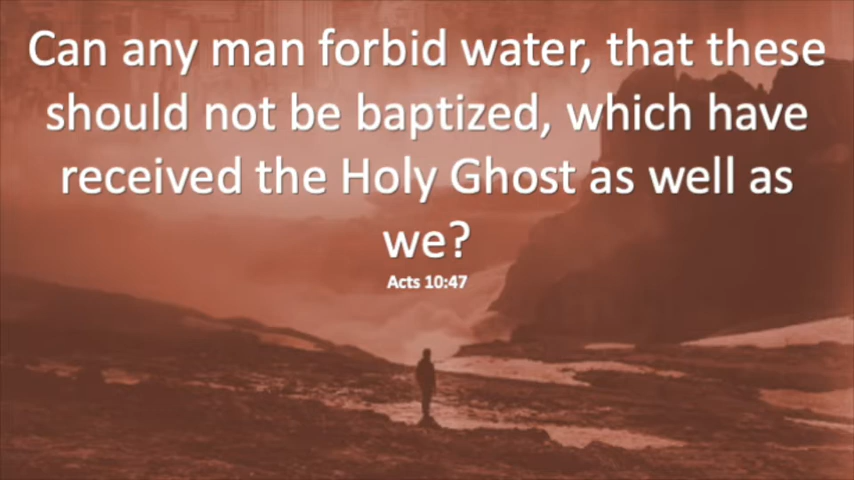 Can any man forbid water, that these
should not be baptized, which have
received the Holy Ghost as well as
we?
Acts 10:47